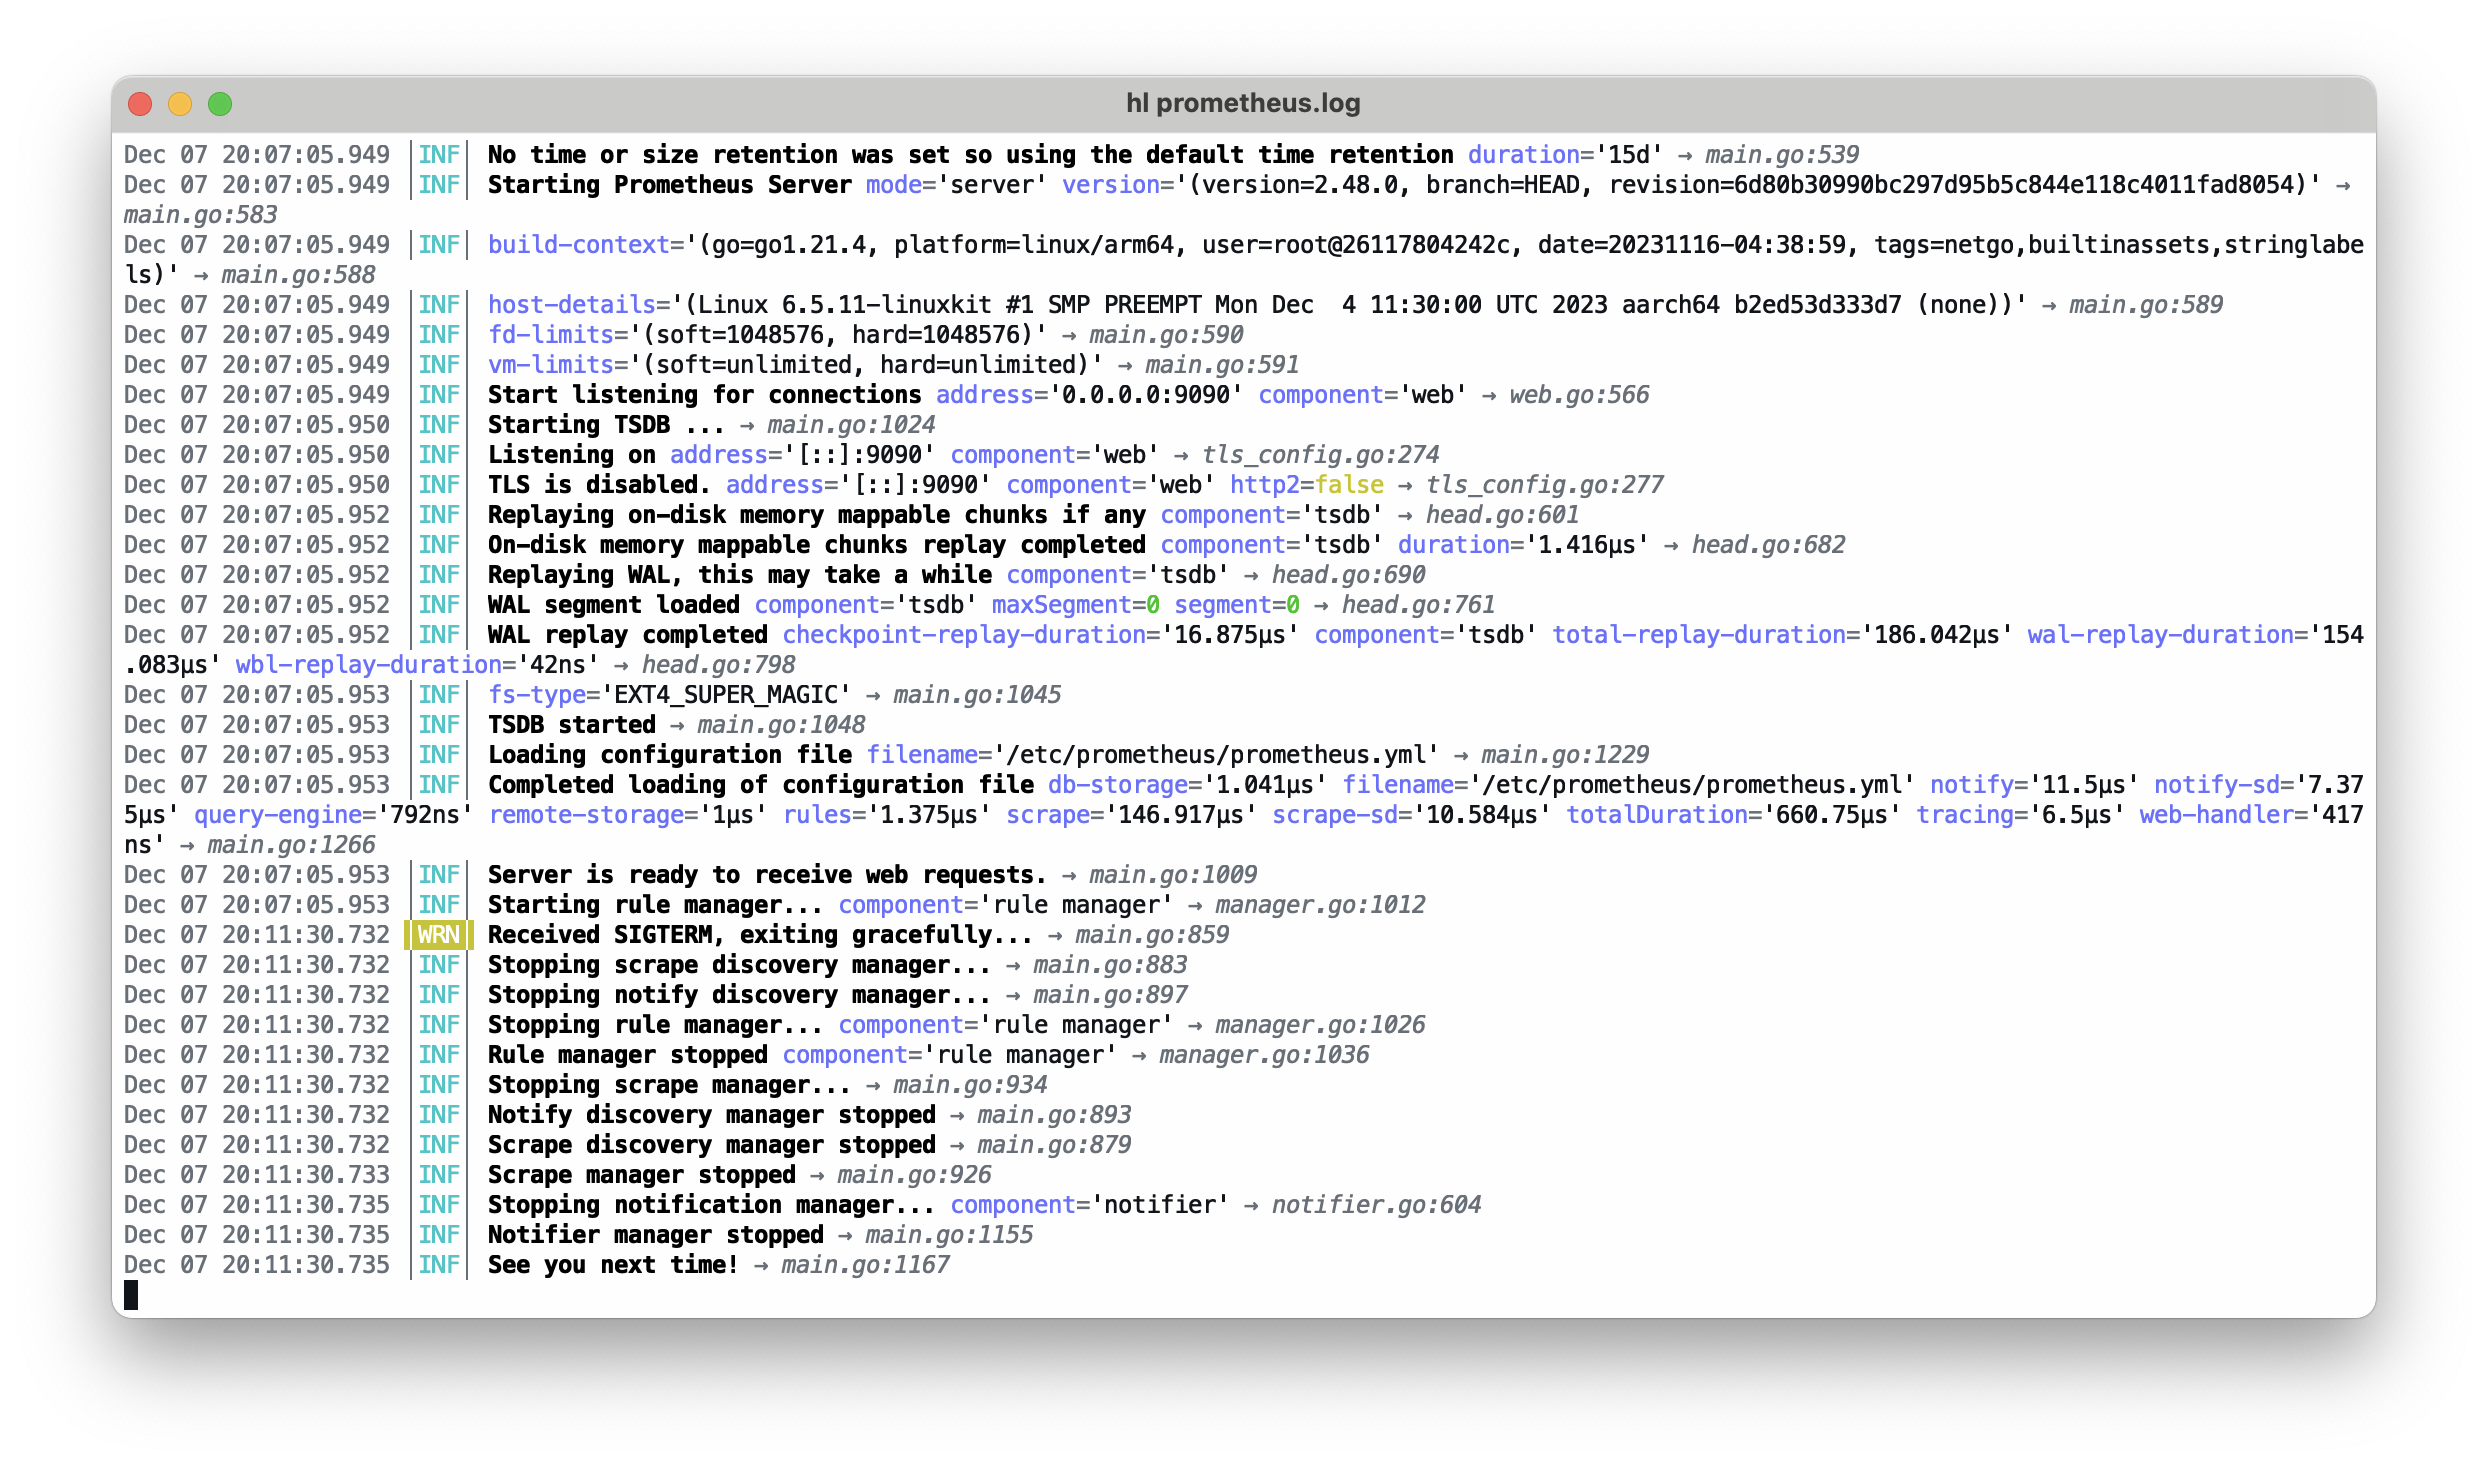 hl prometheus.log
Dec 07 20:07:05.949 |INF| No time or size retention was set so using the default time retention duration='15d' → main.go:539
Dec 07 20:07:05.949 |INF| Starting Prometheus Server mode='server' version='(version=2.48.0, branch=HEAD, revision=6d80b30990bc297d95b5c844e118c4011fad8054)' →
main.go:583
Dec 07 20:07:05.949 |INF| build-context='(go=go1.21.4, platform=linux/arm64, user=root@26117804242c, date=20231116-04:38:59, tags=netgo,builtinassets,stringlabe
ls)' → main.go:588
Dec 07 20:07:05.949 |INF| host-details='(Linux 6.5.11-linuxkit #1 SMP PREEMPT Mon Dec  4 11:30:00 UTC 2023 aarch64 b2ed53d333d7 (none))' → main.go:589
Dec 07 20:07:05.949 |INF| fd-limits='(soft=1048576, hard=1048576)' → main.go:590
Dec 07 20:07:05.949 |INF| vm-limits='(soft=unlimited, hard=unlimited)' → main.go:591
Dec 07 20:07:05.949 |INF| Start listening for connections address='0.0.0.0:9090' component='web' → web.go:566
Dec 07 20:07:05.950 |INF| Starting TSDB ... → main.go:1024
Dec 07 20:07:05.950 |INF| Listening on address='[::]:9090' component='web' → tls_config.go:274
Dec 07 20:07:05.950 |INF| TLS is disabled. address='[::]:9090' component='web' http2=false → tls_config.go:277
Dec 07 20:07:05.952 |INF| Replaying on-disk memory mappable chunks if any component='tsdb' → head.go:601
Dec 07 20:07:05.952 |INF| On-disk memory mappable chunks replay completed component='tsdb' duration='1.416µs' → head.go:682
Dec 07 20:07:05.952 |INF| Replaying WAL, this may take a while component='tsdb' → head.go:690
Dec 07 20:07:05.952 |INF| WAL segment loaded component='tsdb' maxSegment=0 segment=0 → head.go:761
Dec 07 20:07:05.952 |INF| WAL replay completed checkpoint-replay-duration='16.875µs' component='tsdb' total-replay-duration='186.042µs' wal-replay-duration='154
.083µs' wbl-replay-duration='42ns' → head.go:798
Dec 07 20:07:05.953 |INF| fs-type='EXT4_SUPER_MAGIC' → main.go:1045
Dec 07 20:07:05.953 |INF| TSDB started → main.go:1048
Dec 07 20:07:05.953 |INF| Loading configuration file filename='/etc/prometheus/prometheus.yml' → main.go:1229
Dec 07 20:07:05.953 |INF| Completed loading of configuration file db-storage='1.041µs' filename='/etc/prometheus/prometheus.yml' notify='11.5µs' notify-sd='7.37
5µs' query-engine='792ns' remote-storage='1µs' rules='1.375µs' scrape='146.917µs' scrape-sd='10.584µs' totalDuration='660.75µs' tracing='6.5µs' web-handler='417
ns' → main.go:1266
Dec 07 20:07:05.953 |INF| Server is ready to receive web requests. → main.go:1009
Dec 07 20:07:05.953 |INF| Starting rule manager... component='rule manager' → manager.go:1012
Dec 07 20:11:30.732 |WRN| Received SIGTERM, exiting gracefully... → main.go:859
Dec 07 20:11:30.732 |INF| Stopping scrape discovery manager... → main.go:883
Dec 07 20:11:30.732 |INF| Stopping notify discovery manager... → main.go:897
Dec 07 20:11:30.732 |INF| Stopping rule manager... component='rule manager' → manager.go:1026
Dec 07 20:11:30.732 |INF| Rule manager stopped component='rule manager' → manager.go:1036
Dec 07 20:11:30.732 |INF| Stopping scrape manager... → main.go:934
Dec 07 20:11:30.732 |INF| Notify discovery manager stopped → main.go:893
Dec 07 20:11:30.732 |INF| Scrape discovery manager stopped → main.go:879
Dec 07 20:11:30.733 |INF| Scrape manager stopped → main.go:926
Dec 07 20:11:30.735 |INF| Stopping notification manager... component='notifier' → notifier.go:604
Dec 07 20:11:30.735 |INF| Notifier manager stopped → main.go:1155
Dec 07 20:11:30.735 |INF| See you next time! → main.go:1167